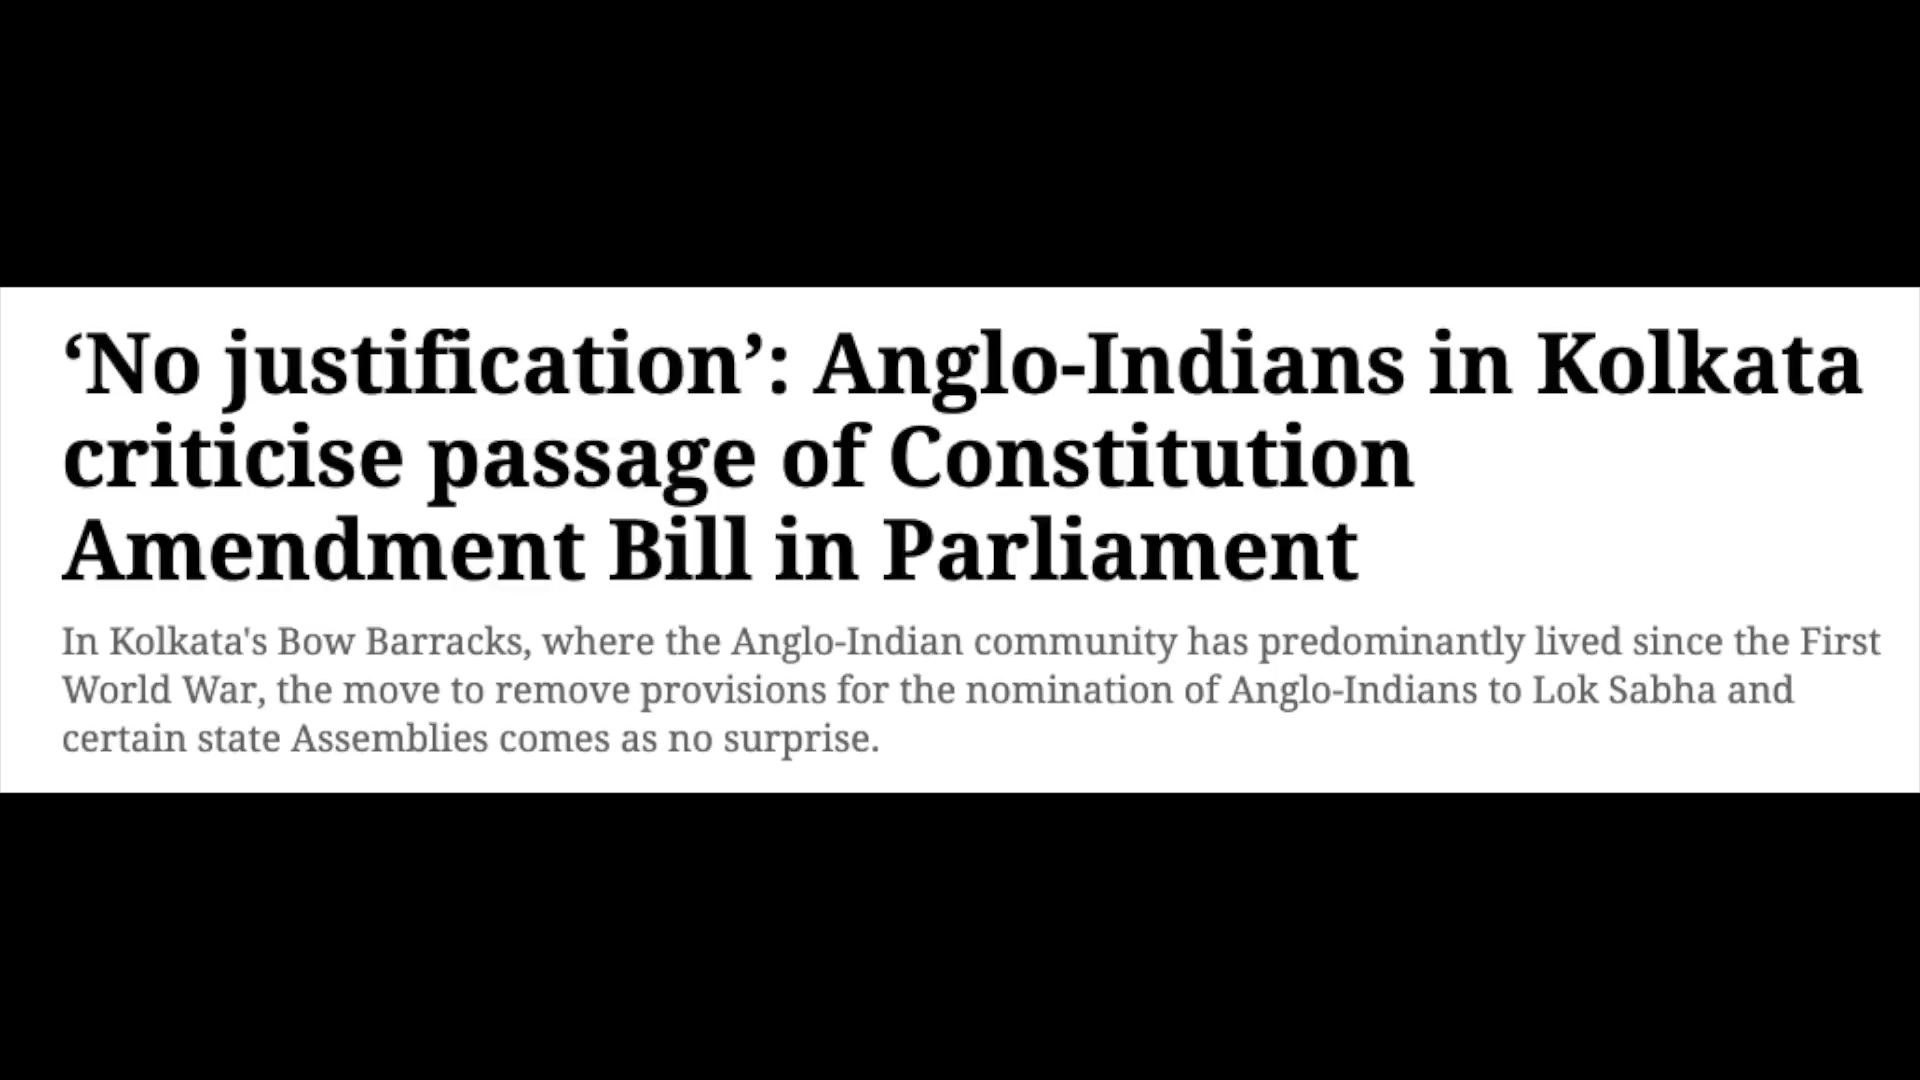 ‘No justification’: Anglo-Indians in Kolkata
criticise passage of Constitution
Amendment Bill in Parliament
In Kolkata's Bow Barracks, where the Anglo-Indian community has predominantly lived since the First
World War, the move to remove provisions for the nomination of Anglo-Indians to Lok Sabha and
certain state Assemblies comes as no surprise.